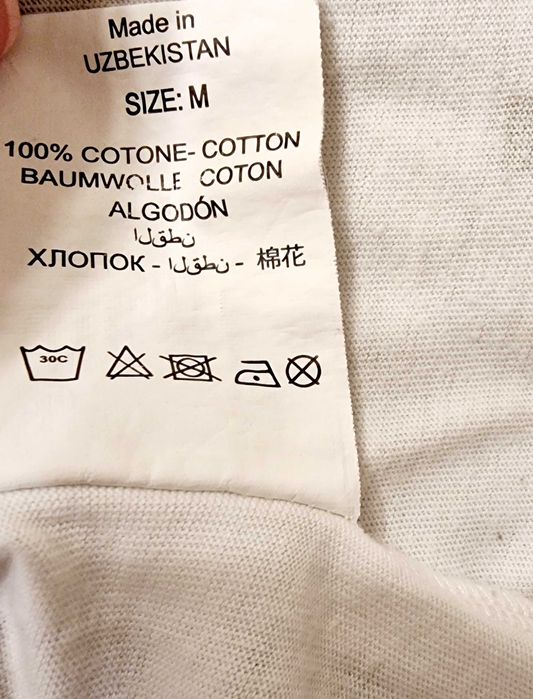 Made in
UZBEKISTAN
SIZE: M
100% COTONE- COTTON
BAUMWOLLE COTON
ALGODÓN
القطن
ХЛОПОК - القطن - 棉花
30C